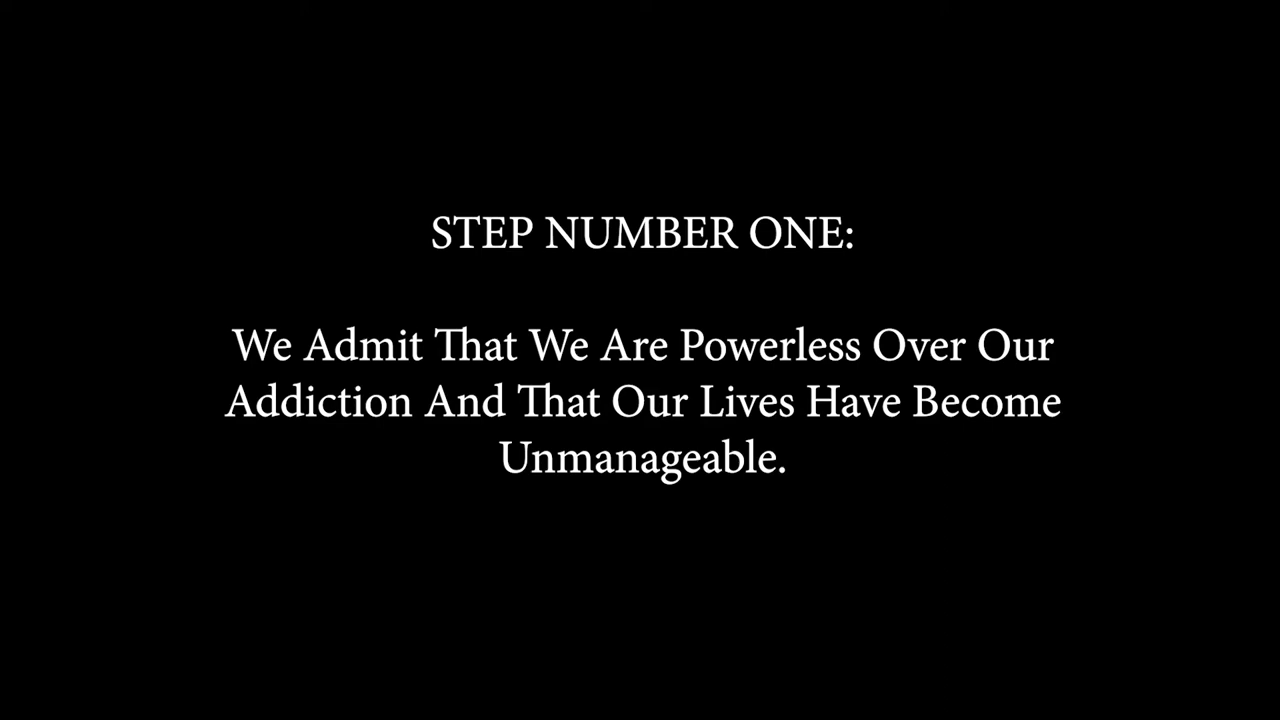 STEP NUMBER ONE:
We Admit That We Are Powerless Over Our
Addiction And That Our Lives Have Become
Unmanageable.